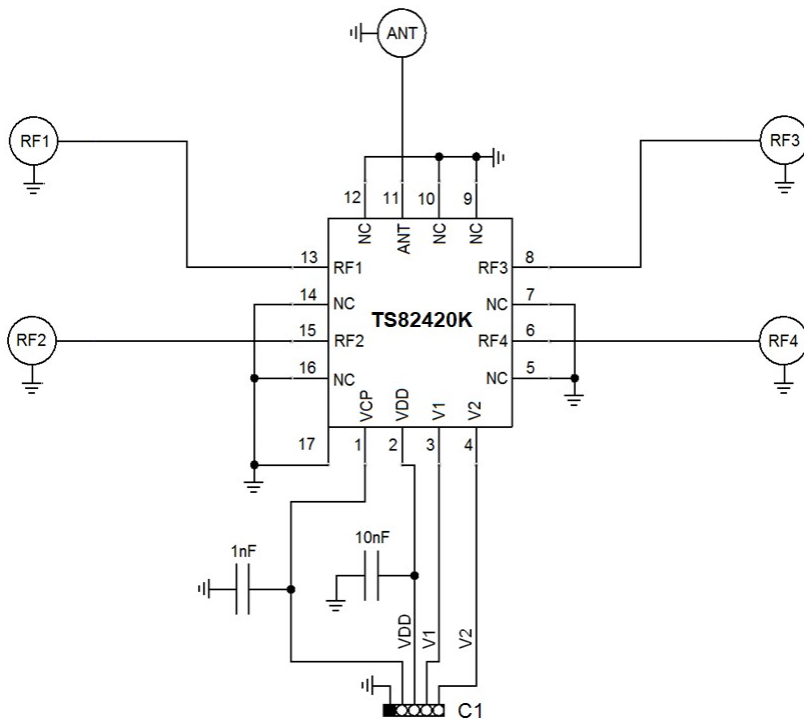 ANT
RF1
RF3
12 11 10 9
NC ANT NC NC
13 RF1 RF3 8
14 NC NC 7
TS82420K
RF2 15 RF2 RF4 6 RF4
16 NC NC 5
VCP VDD V1 V2
17 1 2 3 4
1nF 10nF
VDD V1 V2
C1